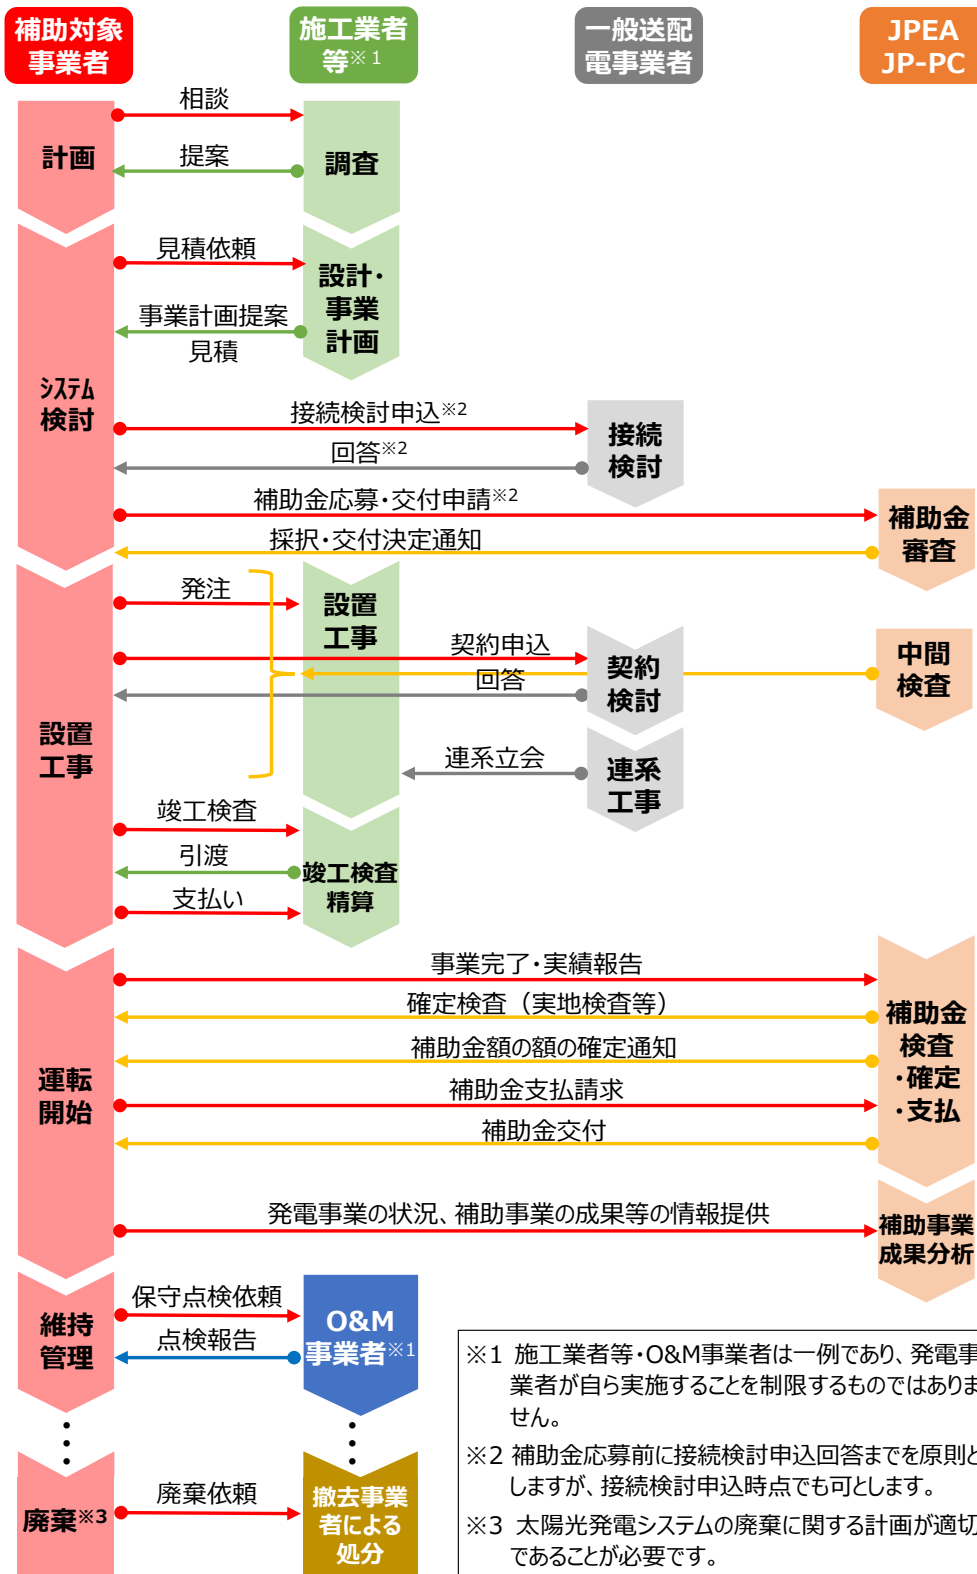 補助対象
事業者
施工業者
等※1
一般送配
電事業者
JPEA
JP-PC
相談
計画
提案
調査
見積依頼
設計・
事業
計画
事業計画提案
見積
システム
検討
接続検討申込※2
接続
検討
回答※2
補助金応募・交付申請※2
補助金
審査
採択・交付決定通知
発注
設置
工事
契約申込
契約
検討
中間
検査
回答
設置
工事
連系立会
連系
工事
竣工検査
引渡
竣工検査
精算
支払い
事業完了・実績報告
確定検査（実地検査等）
補助金
検査
・確定
・支払
補助金額の額の確定通知
運転
開始
補助金支払請求
補助金交付
発電事業の状況、補助事業の成果等の情報提供
補助事業
成果分析
維持
管理
保守点検依頼
O&M
事業者※1
点検報告
廃棄※3
廃棄依頼
撤去事業
者による
処分
※1 施工業者等・O&M事業者は一例であり、発電事
業者が自ら実施することを制限するものではありま
せん。
※2 補助金応募前に接続検討申込回答までを原則と
しますが、接続検討申込時点でも可とします。
※3 太陽光発電システムの廃棄に関する計画が適切
であることが必要です。